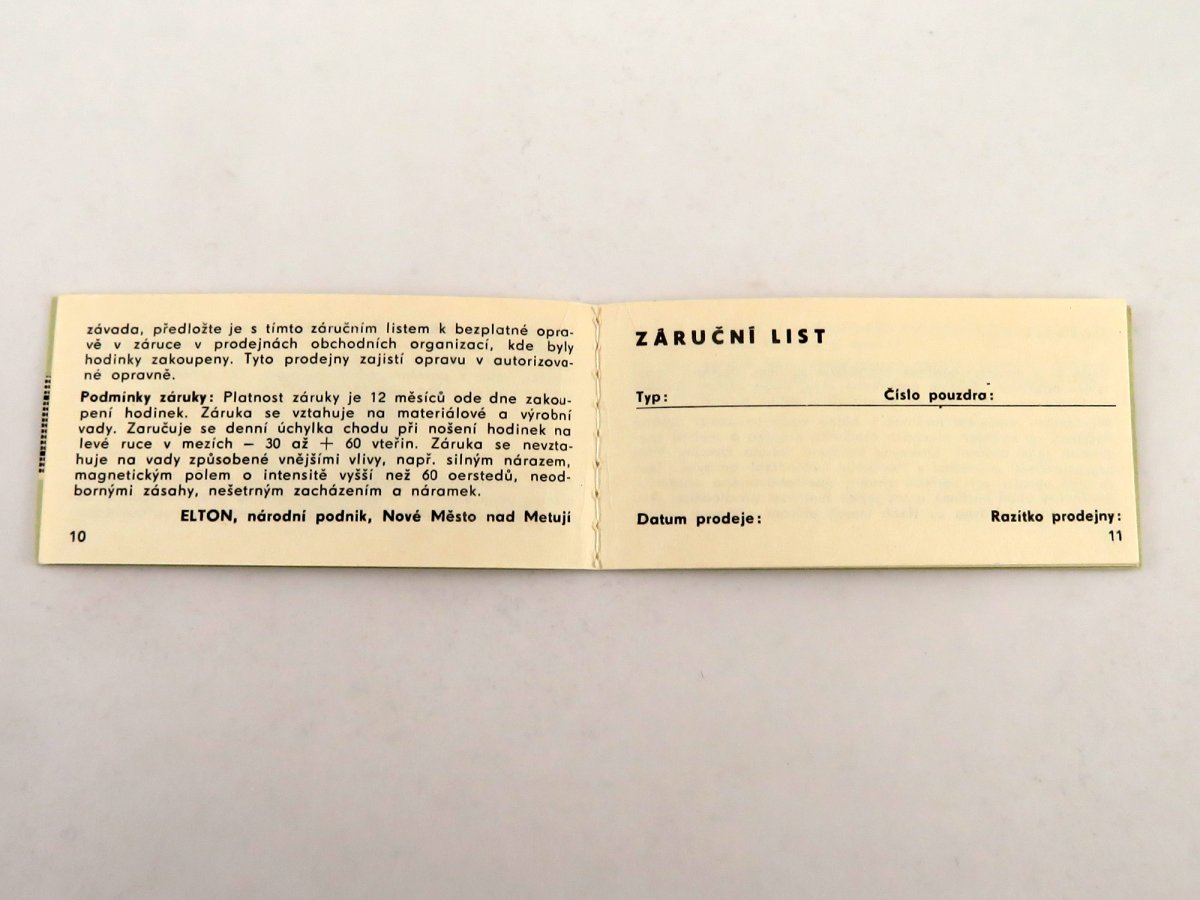 závada, předložte je s tímto záručním listem k bezplatné opra-
vě v záruce v prodejnách obchodních organizací, kde byly
hodinky zakoupeny. Tyto prodejny zajistí opravu v autorizova-
né opravně.
Podmínky záruky: Platnost záruky je 12 měsíců ode dne zakou-
pení hodinek. Záruka se vztahuje na materiálové a výrobní
vady. Zaručuje se denní úchylka chodu při nošení hodinek na
levé ruce v mezích – 30 až + 60 vteřin. Záruka se nevzta-
huje na vady způsobené vnějšími vlivy, např. silným nárazem,
magnetickým polem o intensitě vyšší než 60 oerstedů, neod-
bornými zásahy, nešetrným zacházením a náramek.
ELTON, národní podnik, Nové Město nad Metují
10
ZÁRUČNÍ LIST
Typ: Číslo pouzdra:
Datum prodeje: Razítko prodejny:
11